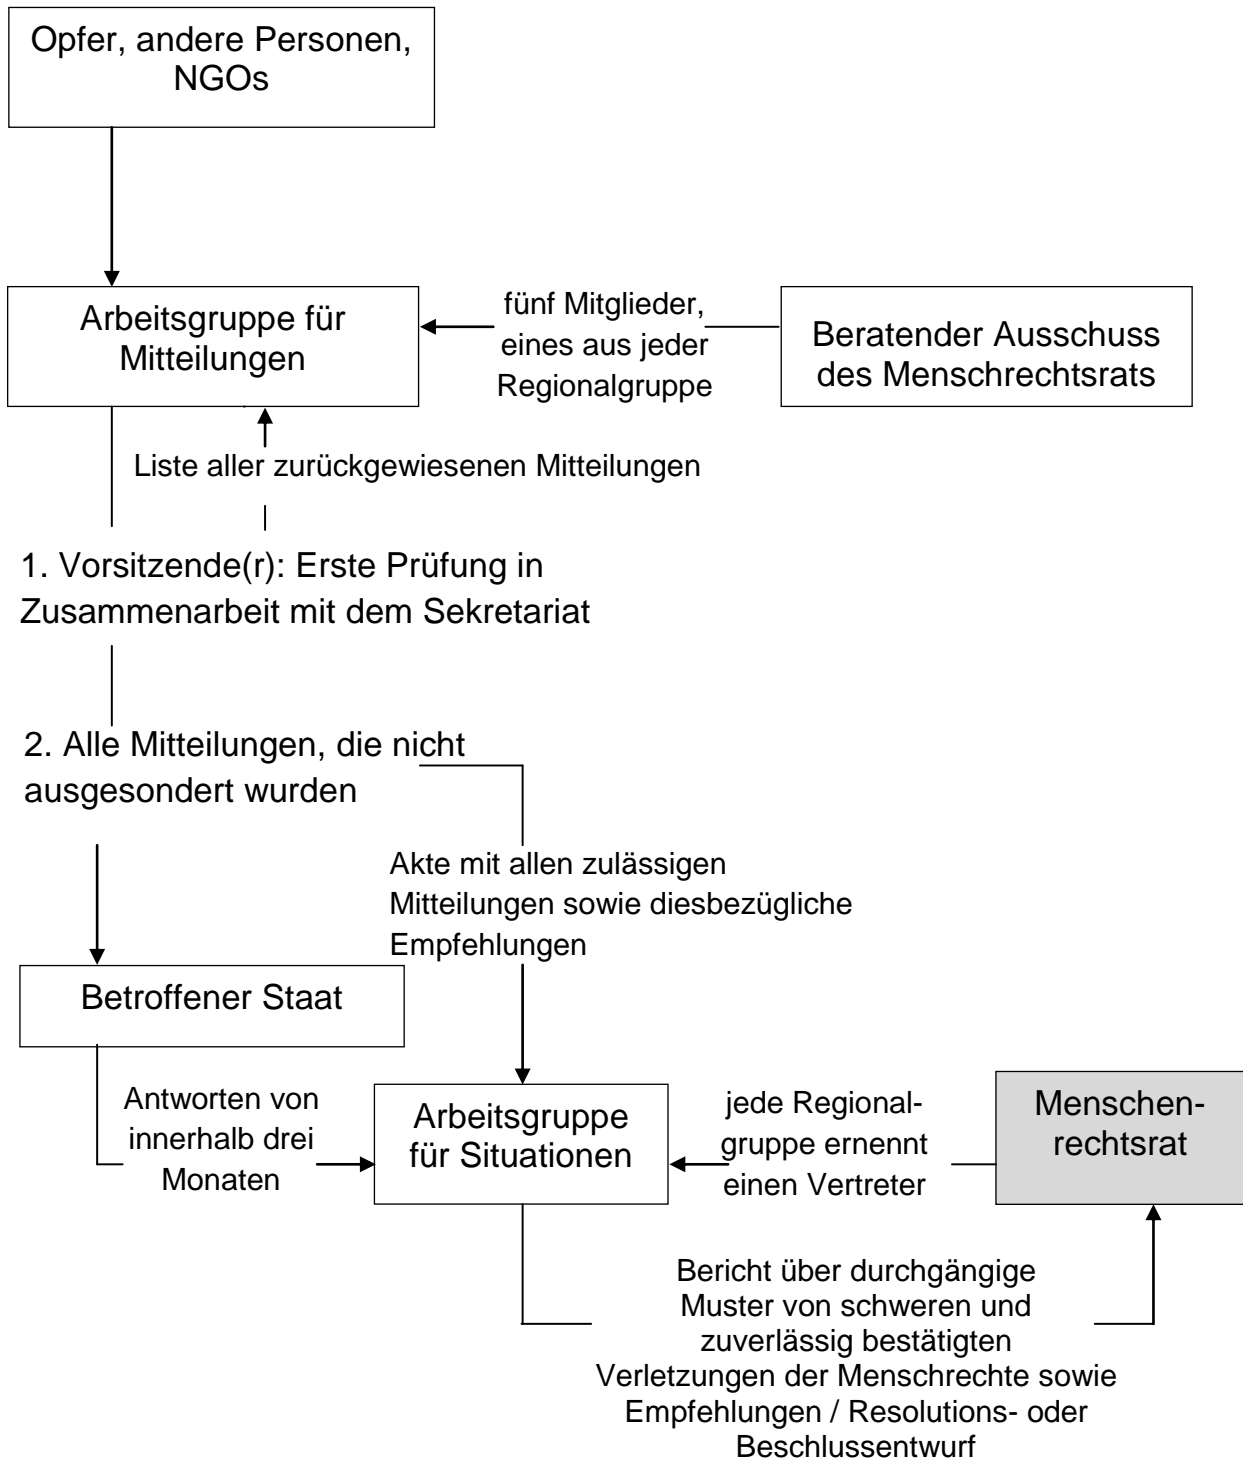 Opfer, andere Personen,
NGOs
Arbeitsgruppe für
Mitteilungen
fünf Mitglieder,
eines aus jeder
Regionalgruppe
Beratender Ausschuss
des Menschrechtsrats
Liste aller zurückgewiesenen Mitteilungen
1. Vorsitzende(r): Erste Prüfung in
Zusammenarbeit mit dem Sekretariat
2. Alle Mitteilungen, die nicht
ausgesondert wurden
Akte mit allen zulässigen
Mitteilungen sowie diesbezügliche
Empfehlungen
Betroffener Staat
Antworten von
innerhalb drei
Monaten
Arbeitsgruppe
für Situationen
jede Regional-
gruppe ernennt
einen Vertreter
Menschen-
rechtsrat
Bericht über durchgängige
Muster von schweren und
zuverlässig bestätigten
Verletzungen der Menschrechte sowie
Empfehlungen / Resolutions- oder
Beschlussentwurf